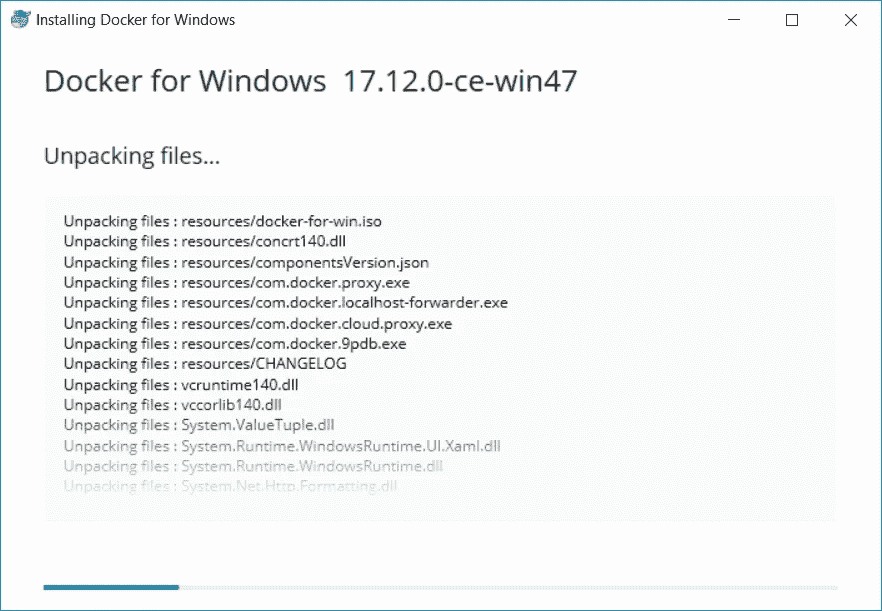 Installing Docker for Windows
Docker for Windows 17.12.0-ce-win47
Unpacking files...
Unpacking files : resources/docker-for-win.iso
Unpacking files : resources/concrt140.dll
Unpacking files : resources/componentsVersion.json
Unpacking files : resources/com.docker.proxy.exe
Unpacking files : resources/com.docker.localhost-forwarder.exe
Unpacking files : resources/com.docker.cloud.proxy.exe
Unpacking files : resources/com.docker.9pdb.exe
Unpacking files : resources/CHANGELOG
Unpacking files : vcruntime140.dll
Unpacking files : vccorlib140.dll
Unpacking files : System.ValueTuple.dll
Unpacking files : System.Runtime.WindowsRuntime.UI.Xaml.dll
Unpacking files : System.Runtime.WindowsRuntime.dll
Unpacking files : System.Net.Http.Formatting.dll